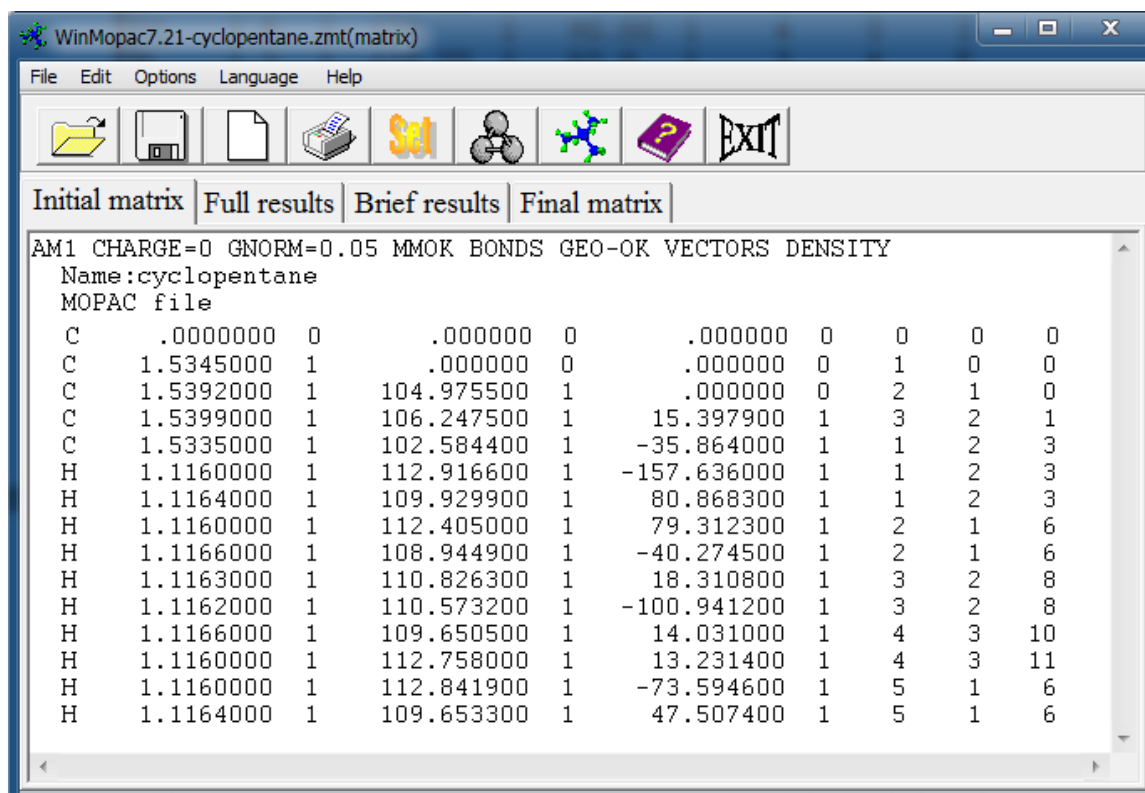 WinMopac7.21-cyclopentane.zmt(matrix)
File Edit Options Language Help
Set EXIT
Initial matrix Full results Brief results Final matrix
AM1 CHARGE=0 GNORM=0.05 MMOK BONDS GEO-OK VECTORS DENSITY
Name:cyclopentane
MOPAC file
C .0000000 0 .000000 0 .000000 0 0 0 0
C 1.5345000 1 .000000 0 .000000 0 1 0 0
C 1.5392000 1 104.975500 1 .000000 0 2 1 0
C 1.5399000 1 106.247500 1 15.397900 1 3 2 1
C 1.5335000 1 102.584400 1 -35.864000 1 1 2 3
H 1.1160000 1 112.916600 1 -157.636000 1 1 2 3
H 1.1164000 1 109.929900 1 80.868300 1 1 2 3
H 1.1160000 1 112.405000 1 79.312300 1 2 1 6
H 1.1166000 1 108.944900 1 -40.274500 1 2 1 6
H 1.1163000 1 110.826300 1 18.310800 1 3 2 8
H 1.1162000 1 110.573200 1 -100.941200 1 3 2 8
H 1.1166000 1 109.650500 1 14.031000 1 4 3 10
H 1.1160000 1 112.758000 1 13.231400 1 4 3 11
H 1.1160000 1 112.841900 1 -73.594600 1 5 1 6
H 1.1164000 1 109.653300 1 47.507400 1 5 1 6